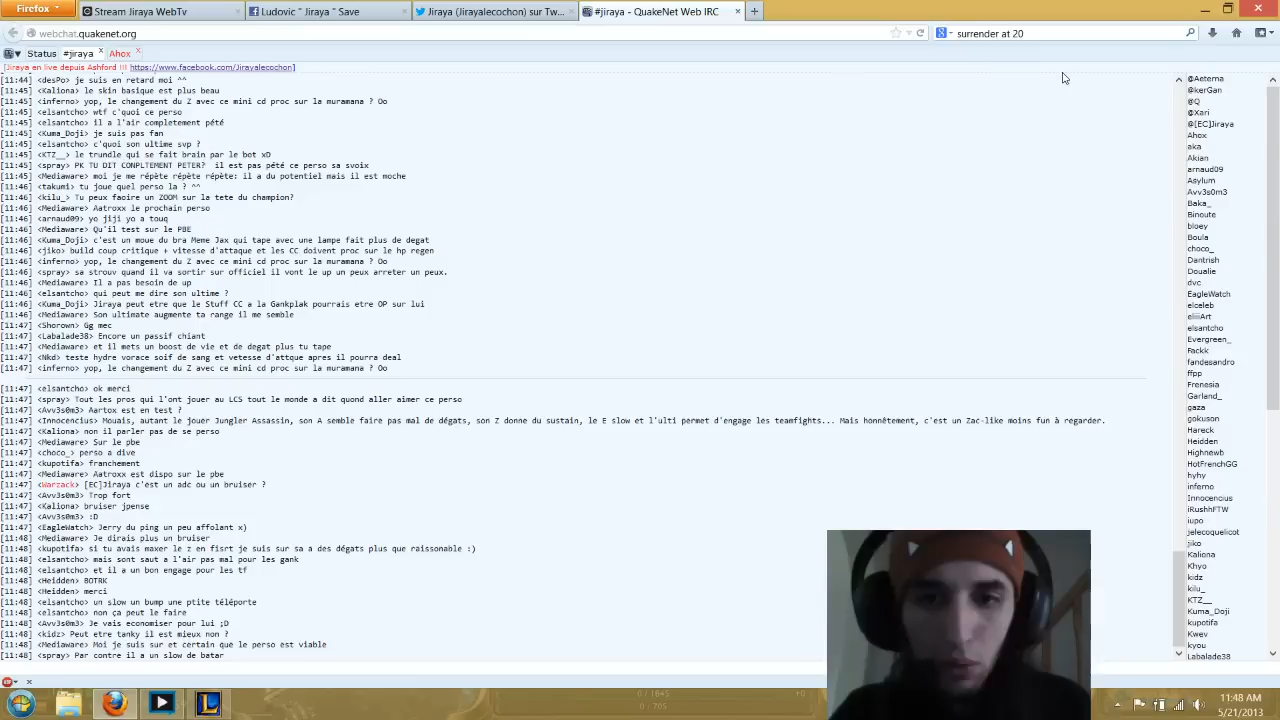 Firefox
Stream Jiraya WebTv
Ludovic " Jiraya " Save
Jiraya (Jirayalecochon) sur Tw...
#jiraya - QuakeNet Web IRC
webchat.quakenet.org
surrender at 20
Status #jiraya Ahox
[Jiraya en live depuis Ashford !!! https://www.facebook.com/Jirayalecochon]
[11:44] <desPo> je suis en retard moi ^^
[11:45] <Kaliona> le skin basique est plus beau
[11:45] <inferno> yop, le changement du Z avec ce mini cd proc sur la muramana ? Oo
[11:45] <elsantcho> wtf c'quoi ce perso
[11:45] <elsantcho> il a l'air completement pété
[11:45] <Kuma_Doji> je suis pas fan
[11:45] <elsantcho> c'quoi son ultime svp ?
[11:45] <KTZ__> le trundle qui se fait brain par le bot xD
[11:45] <spray> PK TU DIT CONPLTEMENT PETER?  il est pas pété ce perso sa svoix
[11:45] <Mediaware> moi je me répète répète répète: il a du potentiel mais il est moche
[11:46] <takumi> tu joue quel perso la ? ^^
[11:46] <kilu_> Tu peux faoire un ZOOM sur la tete du champion?
[11:46] <Mediaware> Aatroxx le prochain perso
[11:46] <arnaud09> yo jiji yo a touq
[11:46] <Mediaware> Qu'il test sur le PBE
[11:46] <Kuma_Doji> c'est un moue du bra Meme Jax qui tape avec une lampe fait plus de degat
[11:46] <jiko> build coup critique + vitesse d'attaque et les CC doivent proc sur le hp regen
[11:46] <inferno> yop, le changement du Z avec ce mini cd proc sur la muramana ? Oo
[11:46] <spray> sa strouv quand il va sortir sur officiel il vont le up un peux arreter un peux.
[11:46] <Mediaware> Il a pas besoin de up
[11:46] <elsantcho> qui peut me dire son ultime ?
[11:46] <Kuma_Doji> Jiraya peut etre que le Stuff CC a la Gankplak pourrais etre OP sur lui
[11:46] <Mediaware> Son ultimate augmente ta range il me semble
[11:47] <Shorown> Gg mec
[11:47] <Labalade38> Encore un passif chiant
[11:47] <Mediaware> et il mets un boost de vie et de degat plus tu tape
[11:47] <Nkd> teste hydre vorace soif de sang et vetesse d'attque apres il pourra deal
[11:47] <inferno> yop, le changement du Z avec ce mini cd proc sur la muramana ? Oo
[11:47] <elsantcho> ok merci
[11:47] <spray> Tout les pros qui l'ont jouer au LCS tout le monde a dit quand aller aimer ce perso
[11:47] <Avv3s0m3> Aartox est en test ?
[11:47] <Innocencius> Mouais, autant le jouer Jungler Assassin, son A semble faire pas mal de dégats, son Z donne du sustain, le E slow et l'ulti permet d'engage les teamfights... Mais honnêtement, c'est un Zac-like moins fun à regarder.
[11:47] <Kaliona> non il parler pas de se perso
[11:47] <Mediaware> Sur le pbe
[11:47] <choco_> perso a dive
[11:47] <kupotifa> franchement
[11:47] <Mediaware> Aatroxx est dispo sur le pbe
[11:47] <Warzack> [EC]Jiraya c'ést un adc ou un bruiser ?
[11:47] <Avv3s0m3> Trop fort
[11:47] <Kaliona> bruiser jpense
[11:47] <Avv3s0m3> :D
[11:47] <EagleWatch> Jerry du ping un peu affolant x)
[11:48] <Mediaware> Je dirais plus un bruiser
[11:48] <kupotifa> si tu avais maxer le z en fisrt je suis sur sa a des dégats plus que raissonable :)
[11:48] <elsantcho> mais sont saut a l'air pas mal pour les gank
[11:48] <elsantcho> et il a un bon engage pour les tf
[11:48] <Heidden> BOTRK
[11:48] <Heidden> merci
[11:48] <elsantcho> un slow un bump une ptite téléporte
[11:48] <elsantcho> non ça peut le faire
[11:48] <Avv3s0m3> Je vais economiser pour lui ;D
[11:48] <kidz> Peut etre tanky il est mieux non ?
[11:48] <Mediaware> Moi je suis sur et certain que le perso est viable
[11:48] <spray> Par contre il a un slow de batar
@Aeterna
@kerGan
@Q
@Xari
@[EC]Jiraya
Ahox
aka
Akian
arnaud09
Asylum
Avv3s0m3
Baka_
Binoute
bloey
Boula
choco_
Dantrish
Doualie
dvc
EagleWatch
elceleb
eliiiArt
elsantcho
Evergreen_
Fackk
fandesandro
ffpp
Frenesia
Garland_
gaza
gokuson
Hareck
Heidden
Highnewb
HotFrenchGG
hyhy
inferno
Innocencius
iRushhFTW
iupo
jelecoquelicot
jiko
Kaliona
Khyo
kidz
kilu_
KTZ__
Kuma_Doji
kupotifa
Kwev
kyou
Labalade38
0 / 1845
+0
0 / 705
11:48 AM
5/21/2013